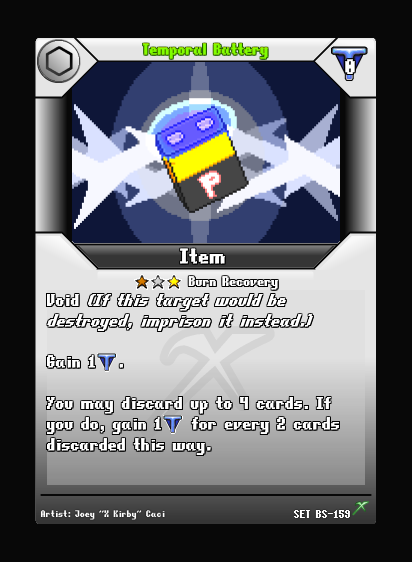 Temporal Battery
0
P
Item
Burn Recovery
Void (If this target would be
destroyed, imprison it instead.)
Gain 1 .
You may discard up to 4 cards. If
you do, gain 1 for every 2 cards
discarded this way.
Artist: Joey "X Kirby" Caci
SET BS-159